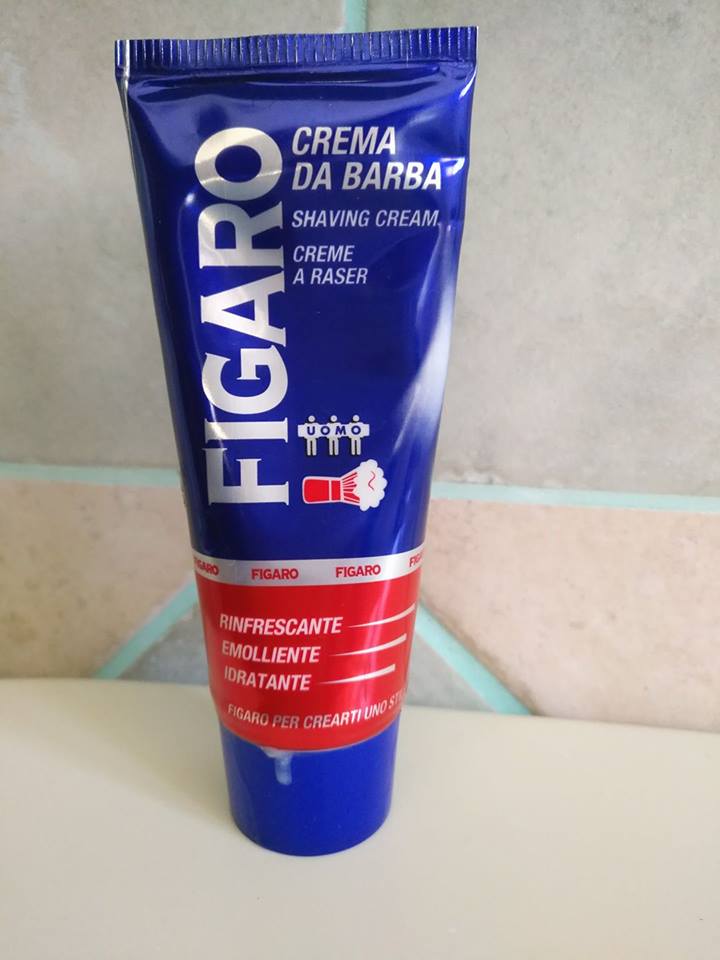 FIGARO
CREMA
DA BARBA
SHAVING CREAM
CREME
A RASER
UOMO
FIGARO FIGARO FIGARO
RINFRESCANTE
EMOLLIENTE
IDRATANTE
FIGARO PER CREARTI UNO